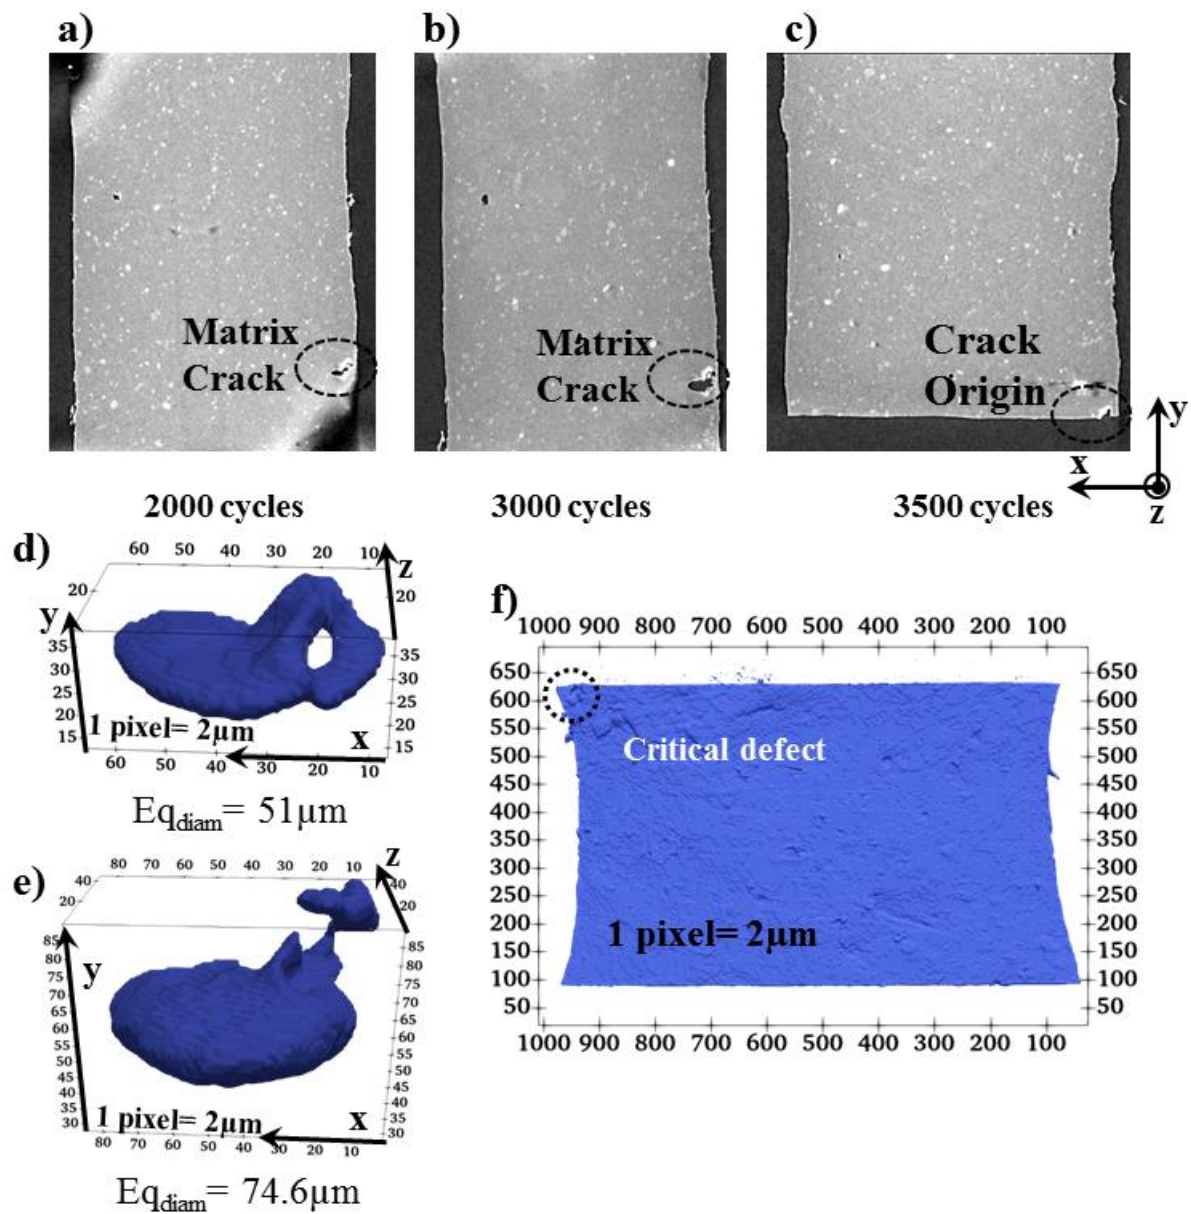 a)
b)
c)
Matrix
Crack
Matrix
Crack
Crack
Origin
y
x
z
2000 cycles
3000 cycles
3500 cycles
d)
60 50 40 30 20 10
z
20
20
y
35
30
25
20
15
35
30
25
20
15
1 pixel= 2µm
x
60 50 40 30 20 10
Eqdiam= 51µm
e)
80 70 60 50 40 30 20 10
z
40
20
40
20
y
85
80
75
70
65
60
55
50
45
40
35
30
85
80
75
70
65
60
55
50
45
40
35
30
1 pixel= 2µm
x
80 70 60 50 40 30 20 10
Eqdiam= 74.6µm
f)
1000 900 800 700 600 500 400 300 200 100
650
600
550
500
450
400
350
300
250
200
150
100
50
650
600
550
500
450
400
350
300
250
200
150
100
50
Critical defect
1 pixel= 2µm
1000 900 800 700 600 500 400 300 200 100